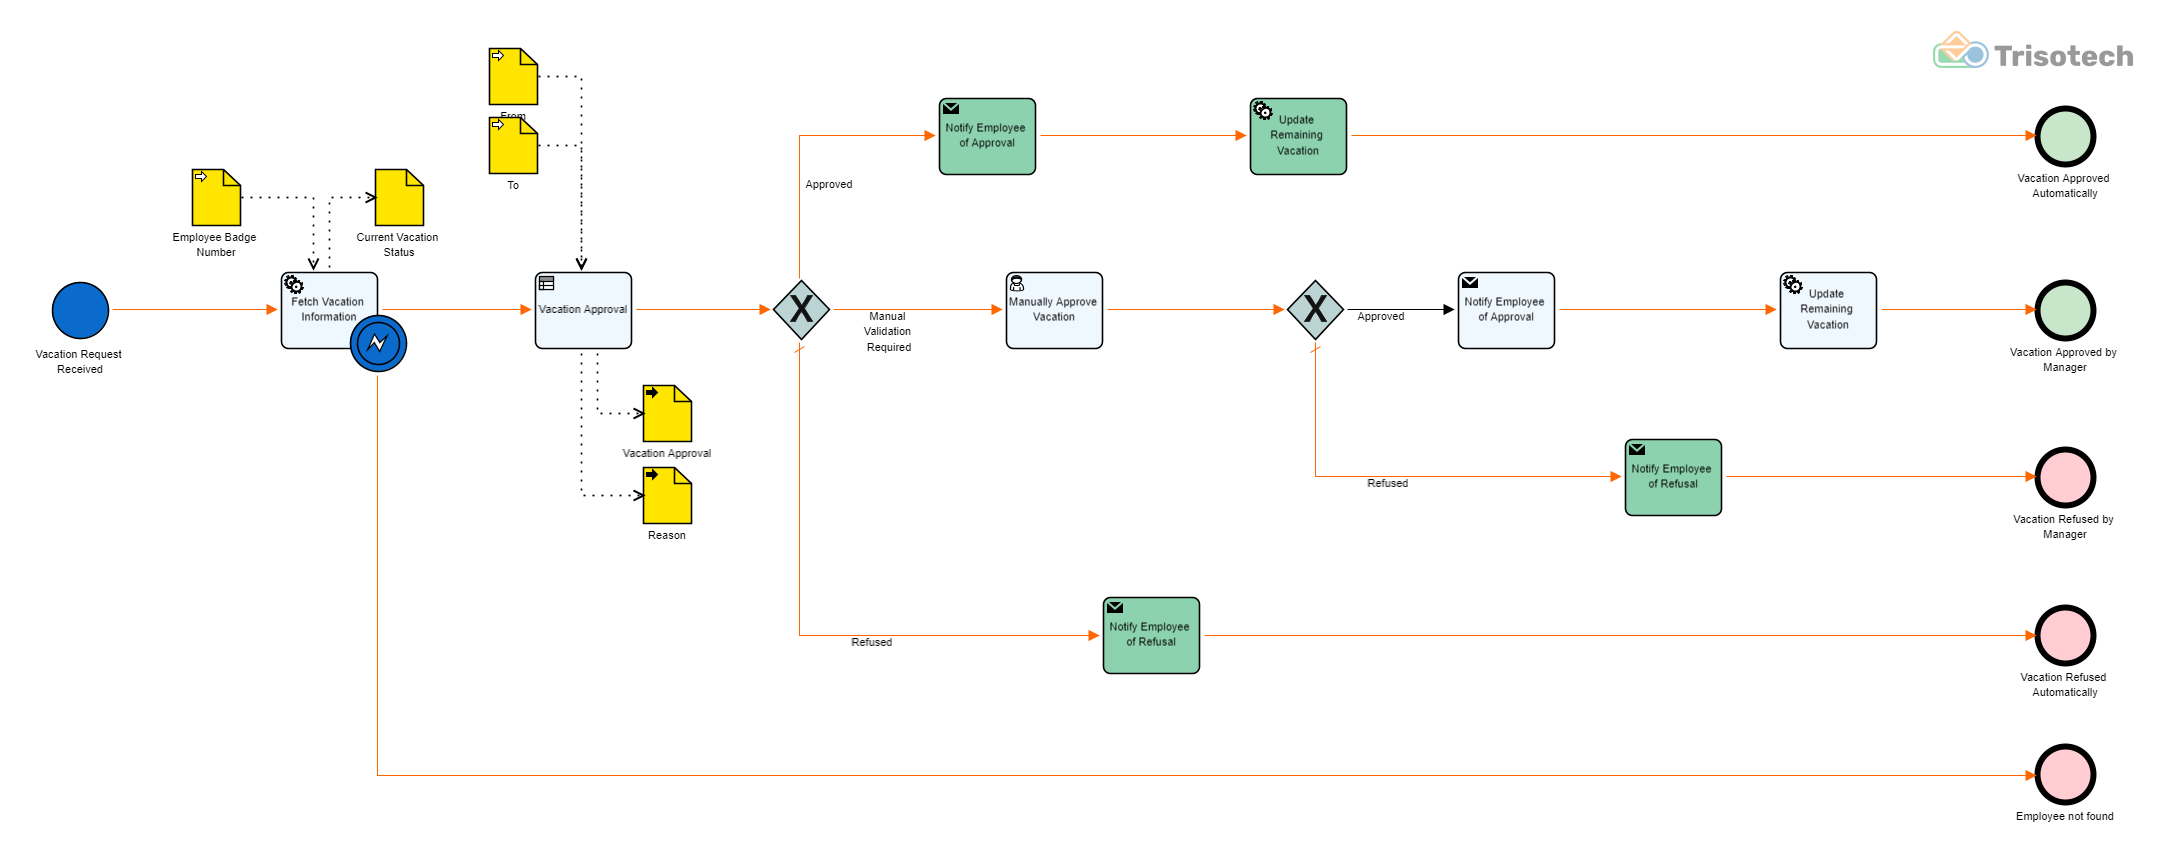 Trisotech
From
To
Employee Badge
Number
Current Vacation
Status
Vacation Request
Received
Fetch Vacation
Information
Vacation Approval
Vacation Approval
Reason
Approved
Notify Employee
of Approval
Update
Remaining
Vacation
Vacation Approved
Automatically
X
Manual
Validation
Required
Manually Approve
Vacation
X
Approved
Notify Employee
of Approval
Update
Remaining
Vacation
Vacation Approved by
Manager
Refused
Notify Employee
of Refusal
Vacation Refused by
Manager
Refused
Notify Employee
of Refusal
Vacation Refused
Automatically
Employee not found